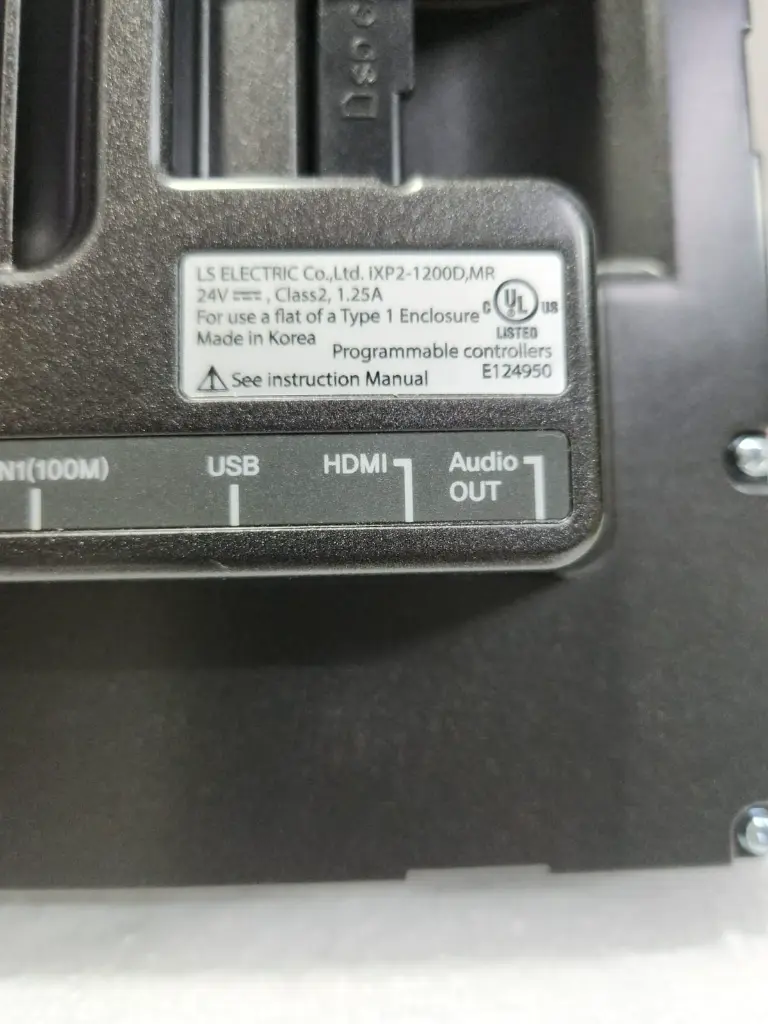 LS ELECTRIC Co.,Ltd. IXP2-1200D,MR
24V ⎓, Class2, 1.25A
For use a flat of a Type 1 Enclosure
Made in Korea
C UL US
LISTED
Programmable controllers
E124950
⚠ See instruction Manual
N1(100M)
USB
HDMI
Audio
OUT